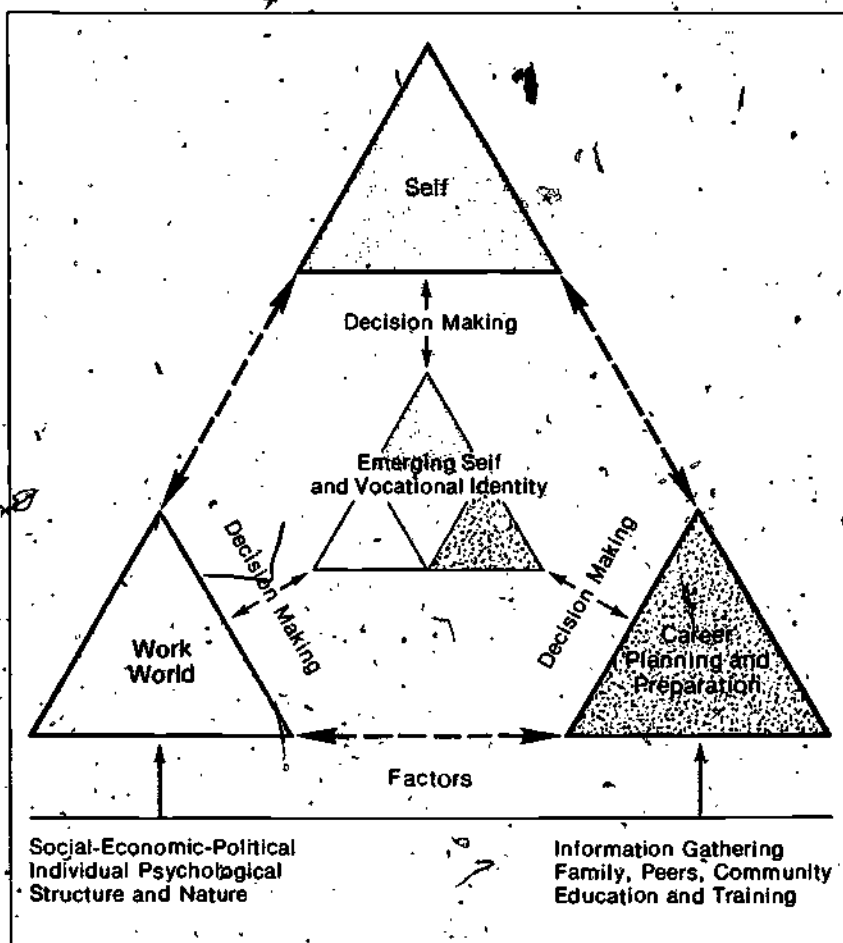 Self
Decision Making
Emerging Self
and Vocational Identity
Decision Making
Decision Making
Work
World
Career
Planning and
Preparation
Factors
Social-Economic-Political
Individual Psychological
Structure and Nature
Information Gathering
Family, Peers, Community
Education and Training